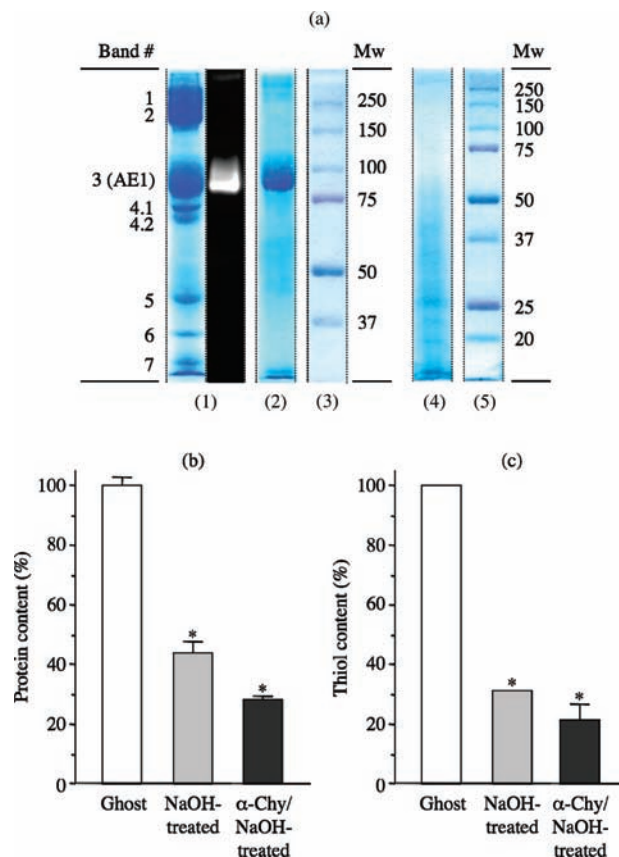 (a)
Band #
Mw
Mw
1
2
3 (AE1)
4.1
4.2
5
6
7
250
150
100
75
50
37
250
150
100
75
50
37
25
20
(1)
(2)
(3)
(4)
(5)
(b)
Protein content (%)
100
80
60
40
20
0
*
*
Ghost
NaOH-
treated
α-Chy/
NaOH-
treated
(c)
Thiol content (%)
100
80
60
40
20
0
*
*
Ghost
NaOH-
treated
α-Chy/
NaOH-
treated